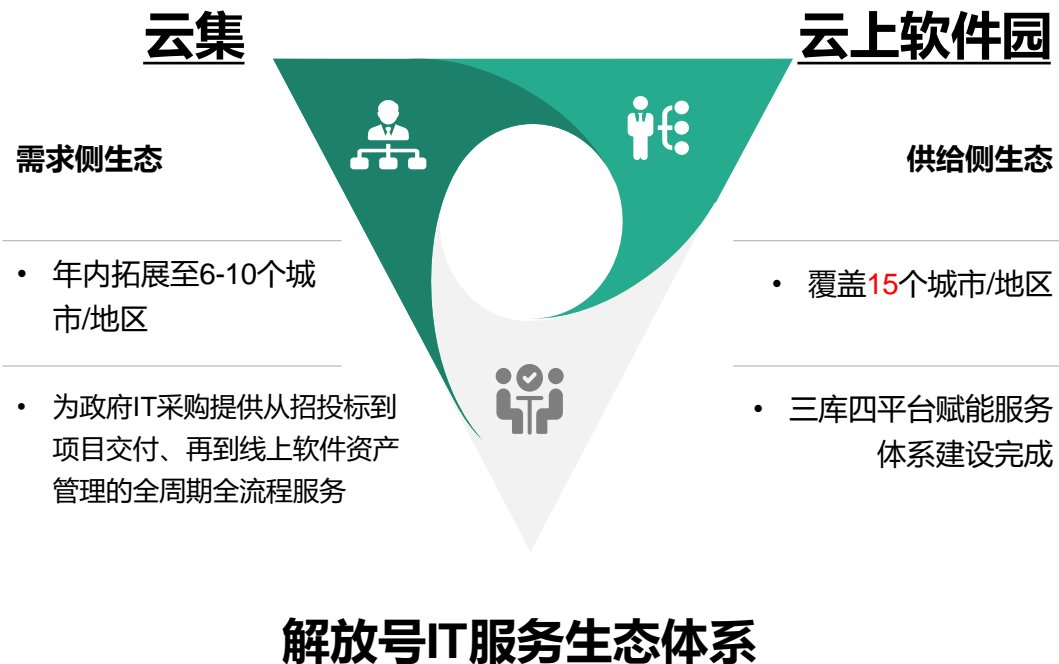 云集
需求侧生态
• 年内拓展至6-10个城
市/地区
• 为政府IT采购提供从招投标到
项目交付、再到线上软件资产
管理的全周期全流程服务
云上软件园
供给侧生态
• 覆盖15个城市/地区
• 三库四平台赋能服务
体系建设完成
解放号IT服务生态体系